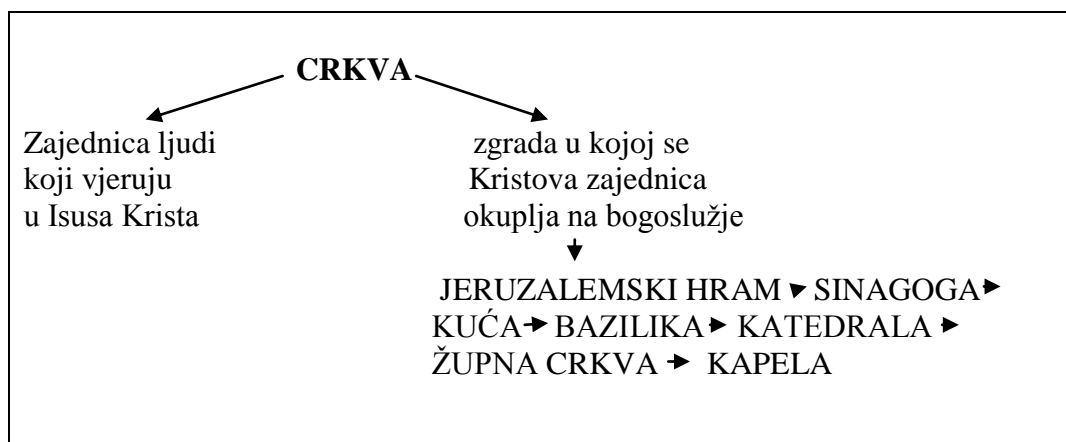 CRKVA
Zajednica ljudi
koji vjeruju
u Isusa Krista
zgrada u kojoj se
Kristova zajednica
okuplja na bogoslužje
JERUZALEMSKI HRAM SINAGOGA
KUĆA BAZILIKA KATEDRALA
ŽUPNA CRKVA KAPELA